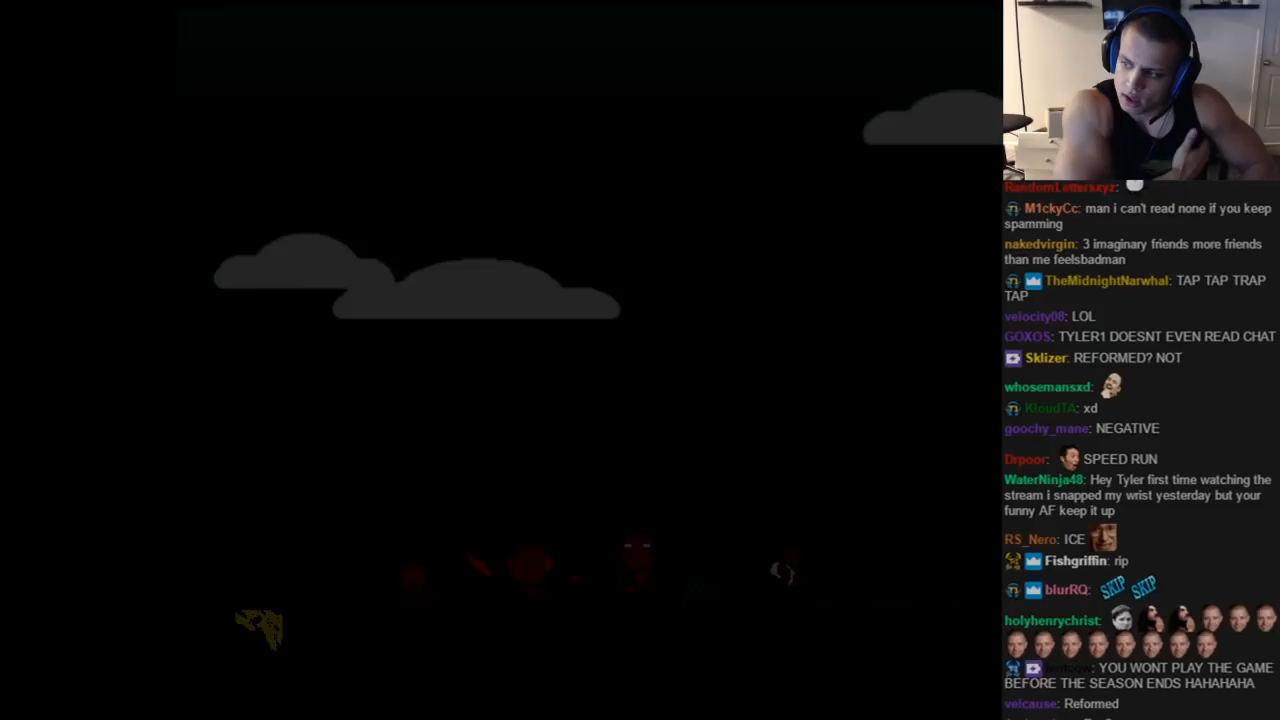 RandomLettersxyz:
M1ckyCc: man i can't read none if you keep
spamming
nakedvirgin: 3 imaginary friends more friends
than me feelsbadman
TheMidnightNarwhal: TAP TAP TRAP
TAP
velocity08: LOL
GOXOS: TYLER1 DOESNT EVEN READ CHAT
Sklizer: REFORMED? NOT
whosemansxd:
KloudTA: xd
goochy_mane: NEGATIVE
Drpoor: SPEED RUN
WaterNinja48: Hey Tyler first time watching the
stream i snapped my wrist yesterday but your
funny AF keep it up
RS_Nero: ICE
Fishgriffin: rip
blurRQ: SKIP SKIP
holyhenrychrist:
YOU WONT PLAY THE GAME
BEFORE THE SEASON ENDS HAHAHAHA
velcause: Reformed